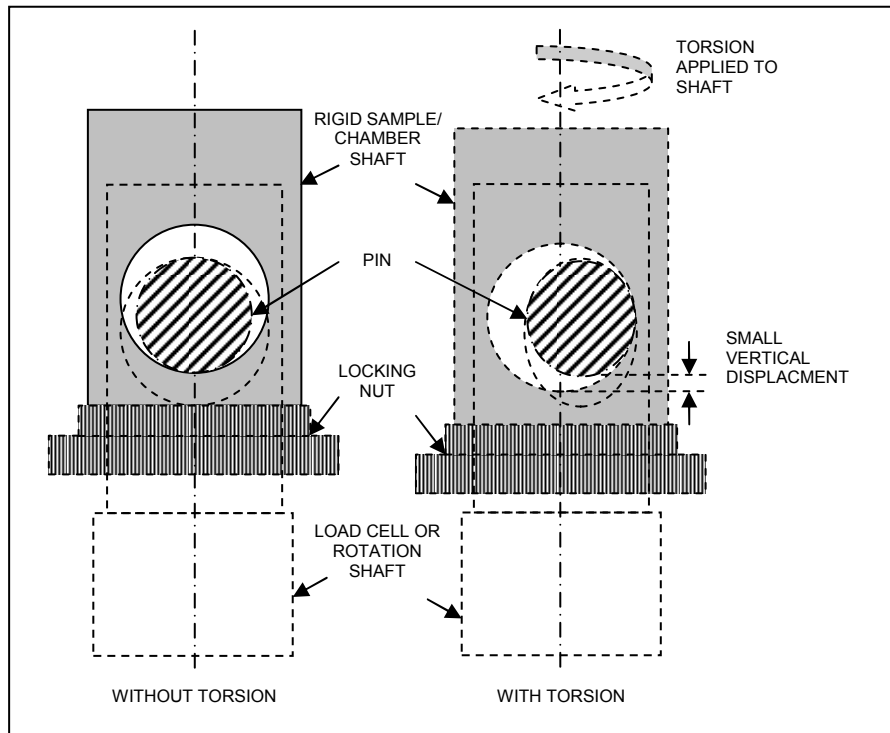 TORSION
APPLIED TO
SHAFT
RIGID SAMPLE/
CHAMBER
SHAFT
PIN
SMALL
VERTICAL
DISPLACMENT
LOCKING
NUT
LOAD CELL OR
ROTATION
SHAFT
WITHOUT TORSION
WITH TORSION